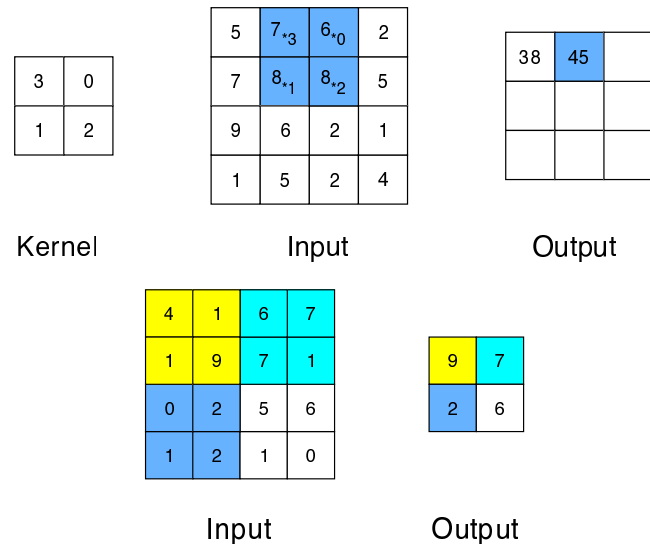 5 7*3 6*0 2
3 0 7 8*1 8*2 5 38 45
1 2 9 6 2 1
1 5 2 4
Kernel Input Output
4 1 6 7
1 9 7 1 9 7
0 2 5 6 2 6
1 2 1 0
Input Output